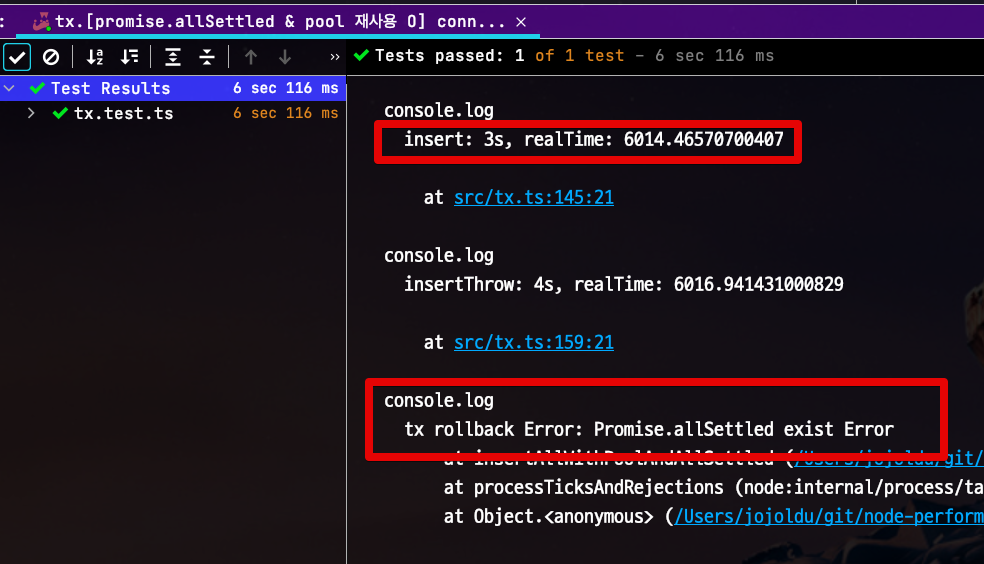 : tx.[promise.allSettled & pool 재사용 O] conn... ×
Tests passed: 1 of 1 test – 6 sec 116 ms
Test Results 6 sec 116 ms
tx.test.ts 6 sec 116 ms
console.log
insert: 3s, realTime: 6014.46570700407
at src/tx.ts:145:21
console.log
insertThrow: 4s, realTime: 6016.941431000829
at src/tx.ts:159:21
console.log
tx rollback Error: Promise.allSettled exist Error
at insertAllWithPoolAndAllSettled (/Users/jojoldu/git/
at processTicksAndRejections (node:internal/process/ta
at Object.<anonymous> (/Users/jojoldu/git/node-perform